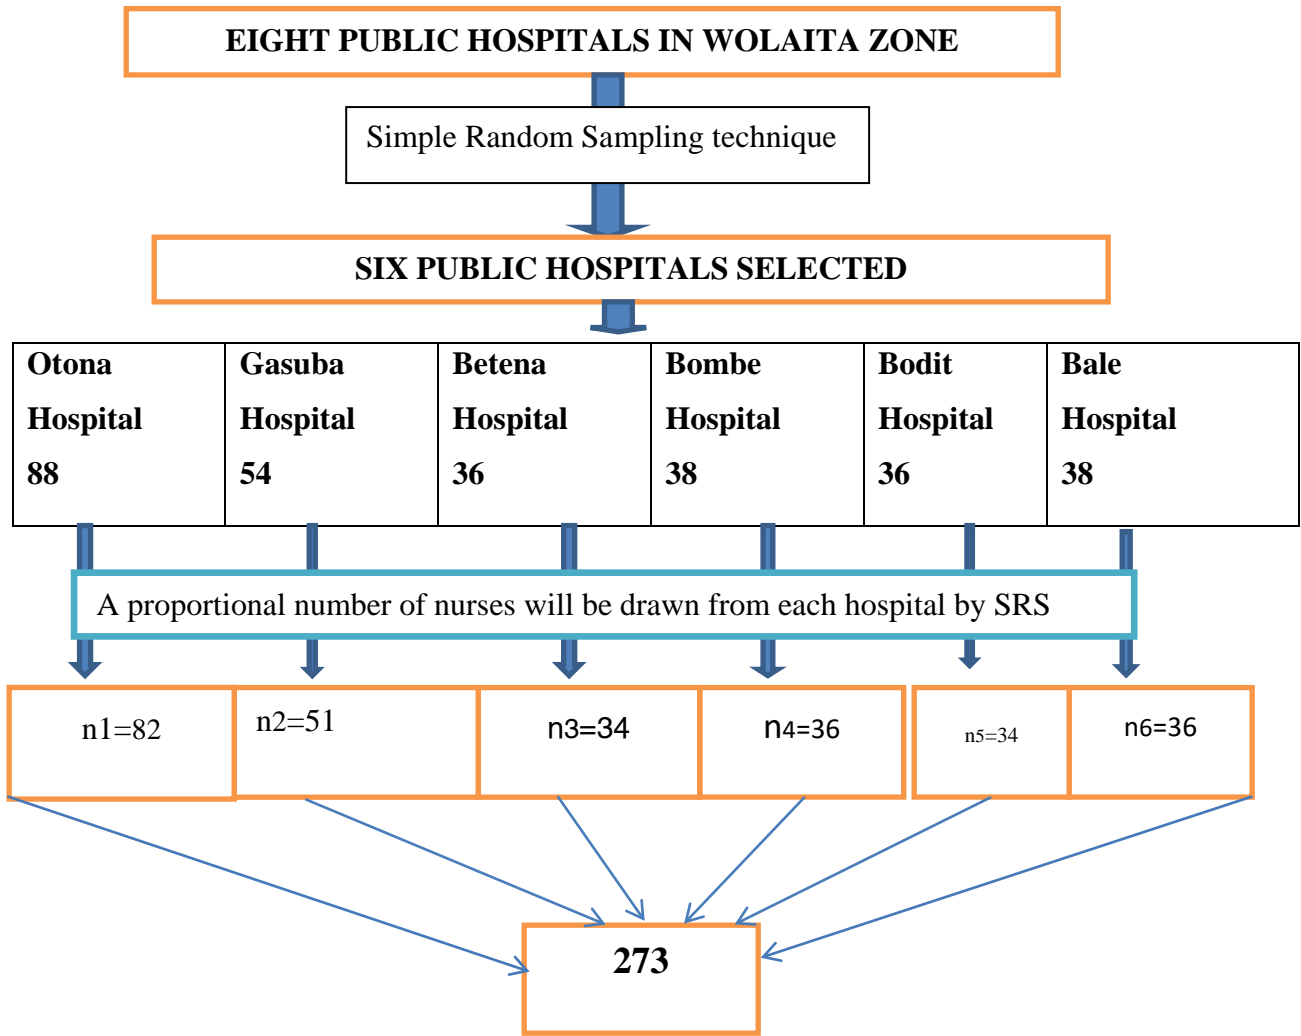 EIGHT PUBLIC HOSPITALS IN WOLAITA ZONE
Simple Random Sampling technique
SIX PUBLIC HOSPITALS SELECTED
Otona
Hospital
88
Gasuba
Hospital
54
Betena
Hospital
36
Bombe
Hospital
38
Bodit
Hospital
36
Bale
Hospital
38
A proportional number of nurses will be drawn from each hospital by SRS
n1=82
n2=51
n3=34
n4=36
n5=34
n6=36
273